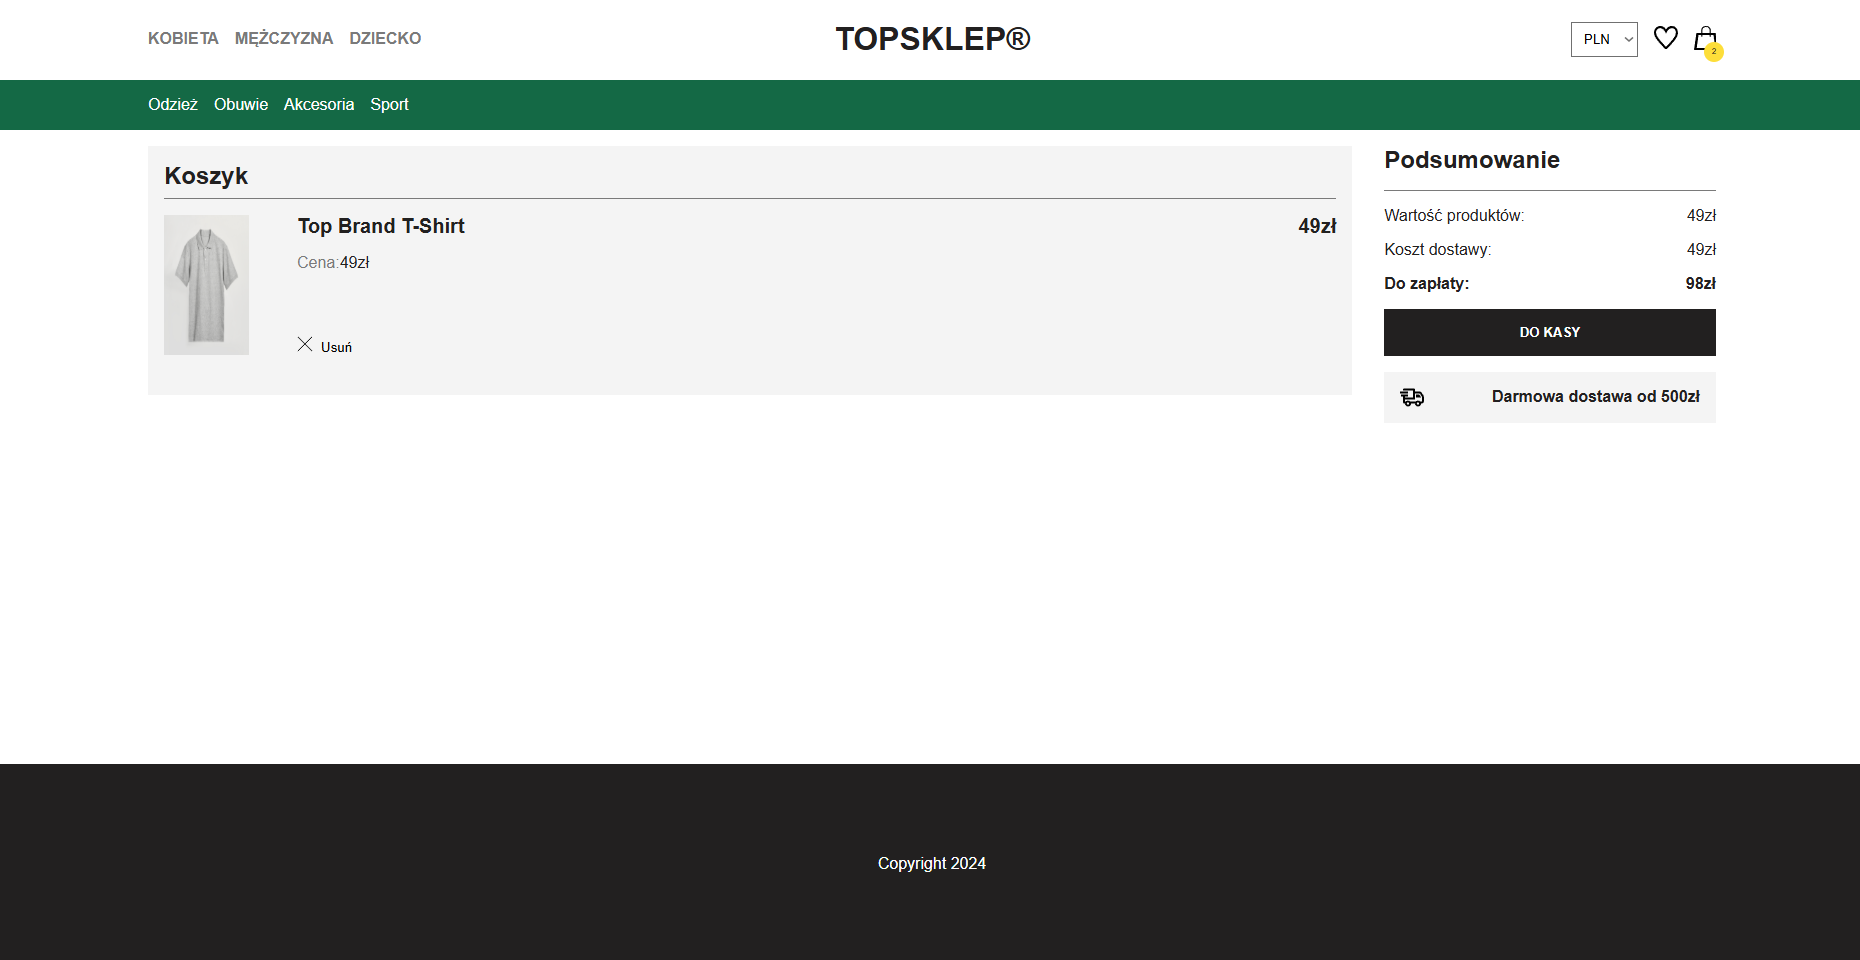 KOBIETA MĘŻCZYZNA DZIECKO
TOPSKLEP®
PLN
2
Odzież Obuwie Akcesoria Sport
Koszyk
Top Brand T-Shirt
49zł
Cena:49zł
Usuń
Podsumowanie
Wartość produktów: 49zł
Koszt dostawy: 49zł
Do zapłaty: 98zł
DO KASY
Darmowa dostawa od 500zł
Copyright 2024